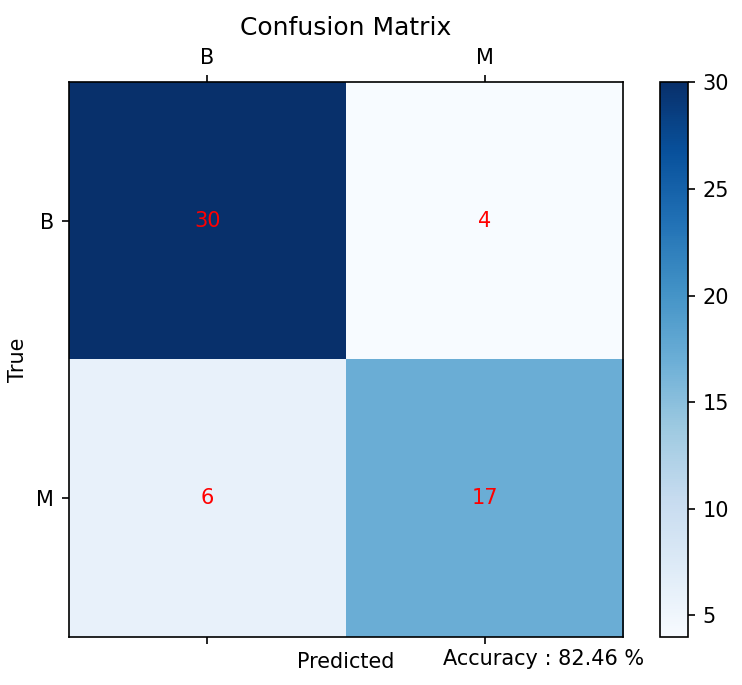 Confusion Matrix
B M
30
B 30 4
25
20
True
15
M 6 17
10
5
Predicted Accuracy : 82.46 %